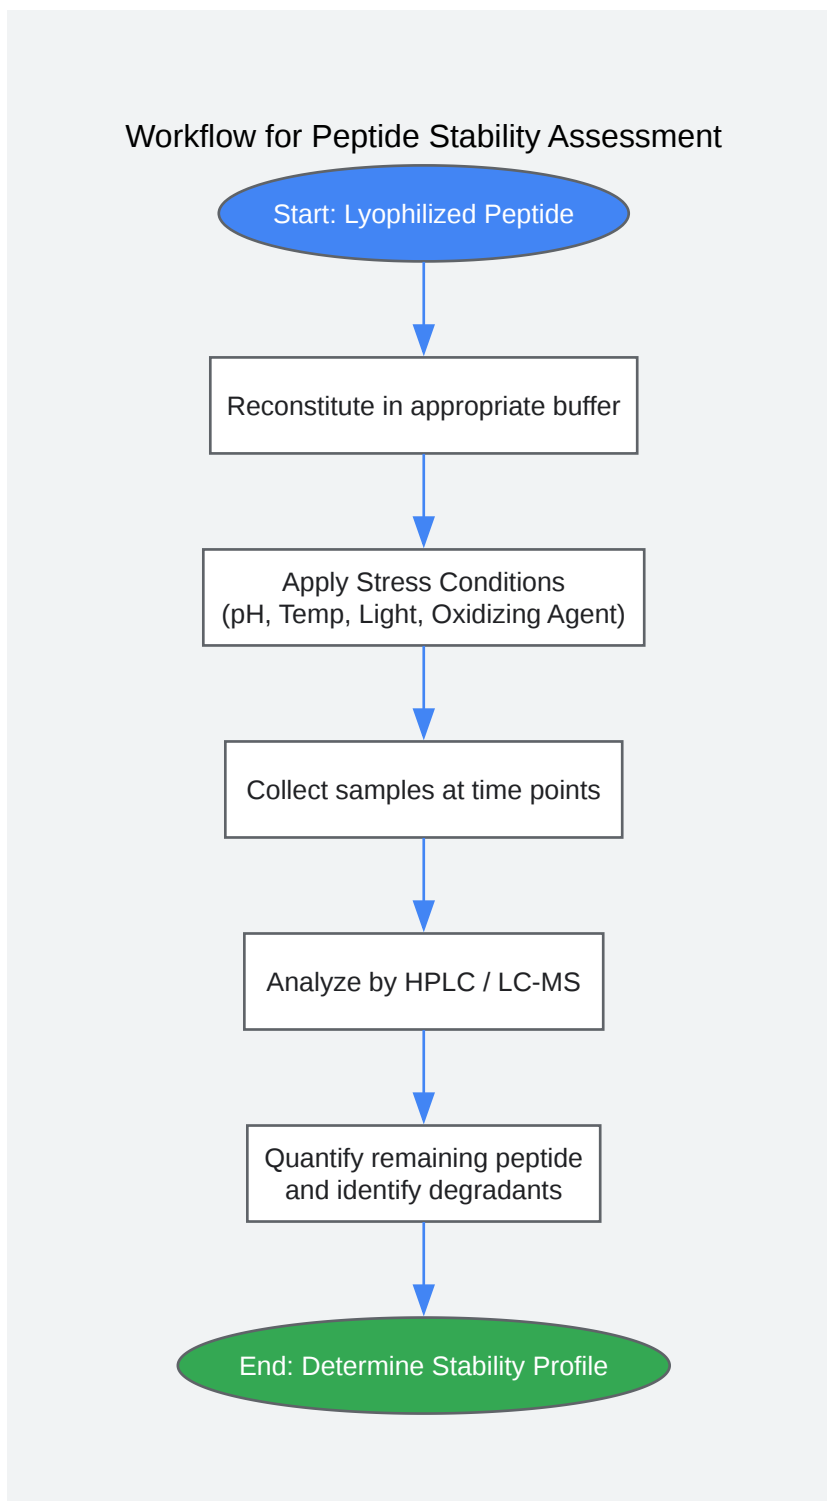 Workflow for Peptide Stability Assessment
Start: Lyophilized Peptide
Reconstitute in appropriate buffer
Apply Stress Conditions
(pH, Temp, Light, Oxidizing Agent)
Collect samples at time points
Analyze by HPLC / LC-MS
Quantify remaining peptide
and identify degradants
End: Determine Stability Profile